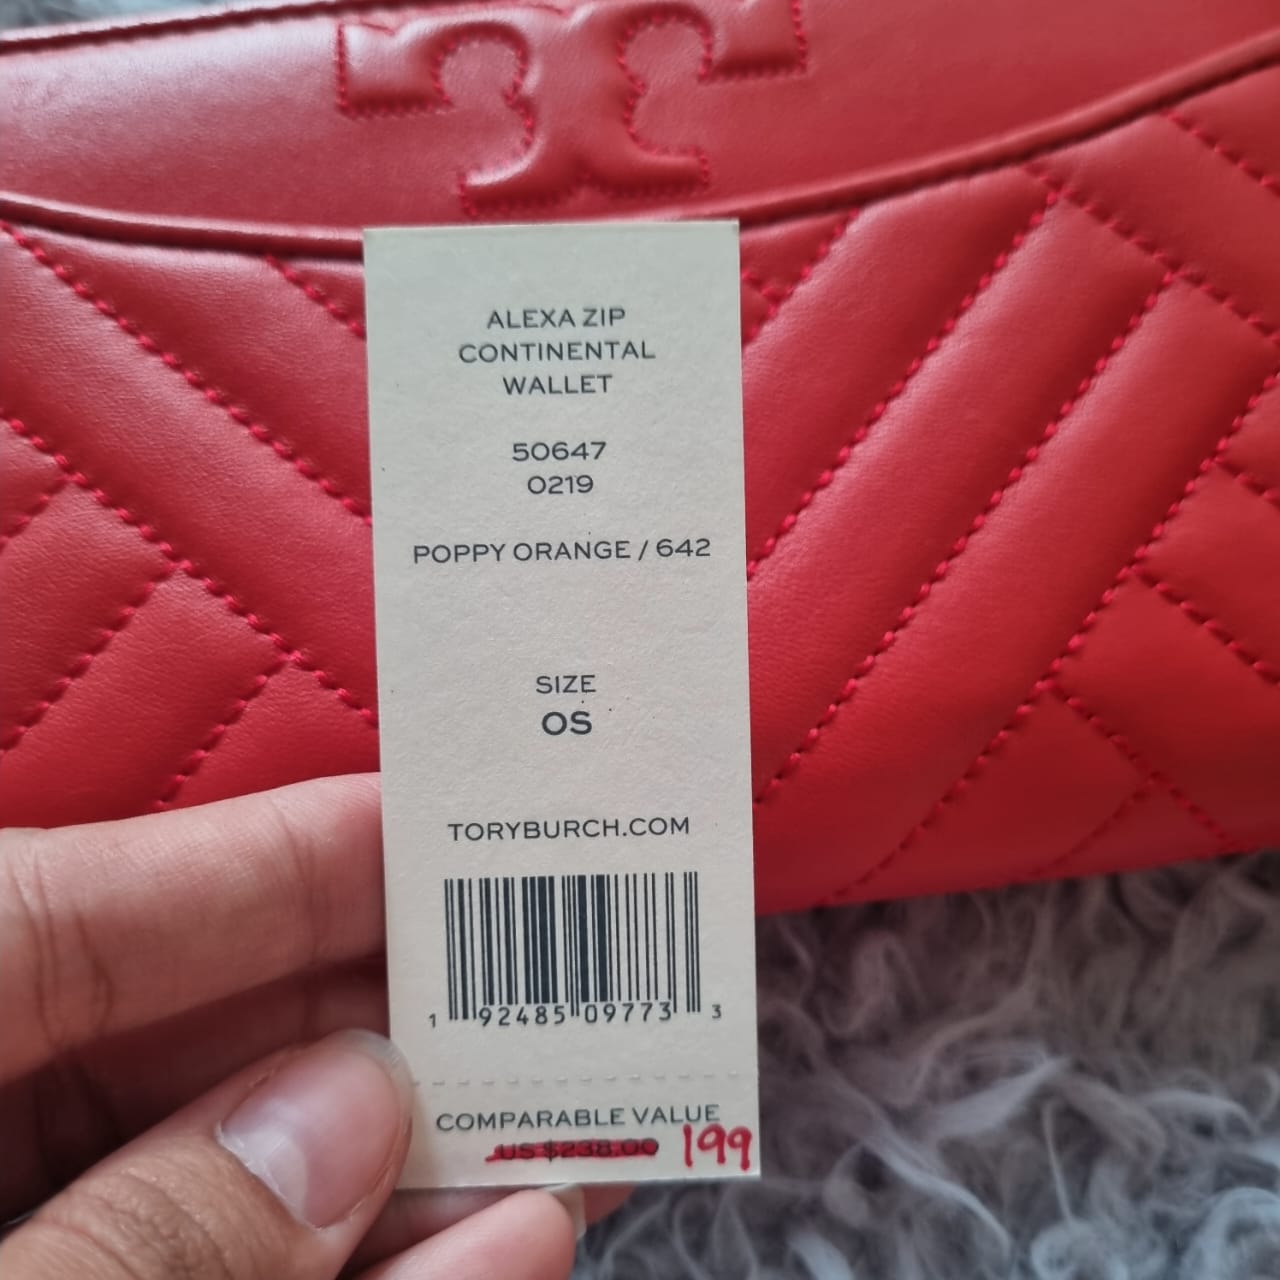 ALEXA ZIP
CONTINENTAL
WALLET
50647
0219
POPPY ORANGE / 642
SIZE
OS
TORYBURCH.COM
1 92485 09773 3
COMPARABLE VALUE
US $238.00 199